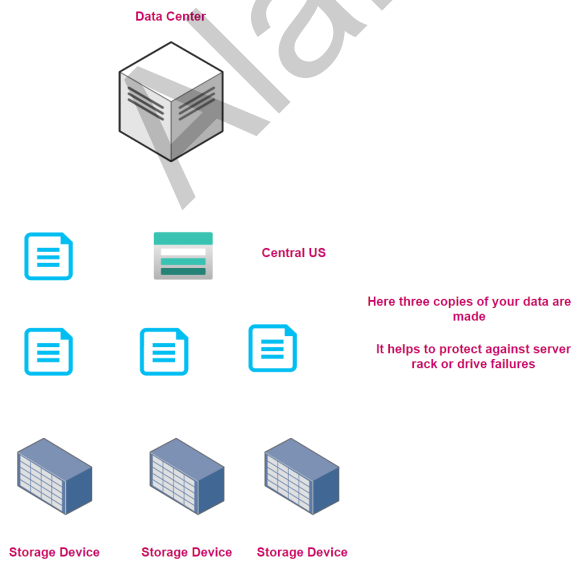 Data Center
Central US
Here three copies of your data are
made
It helps to protect against server
rack or drive failures
Storage Device
Storage Device
Storage Device